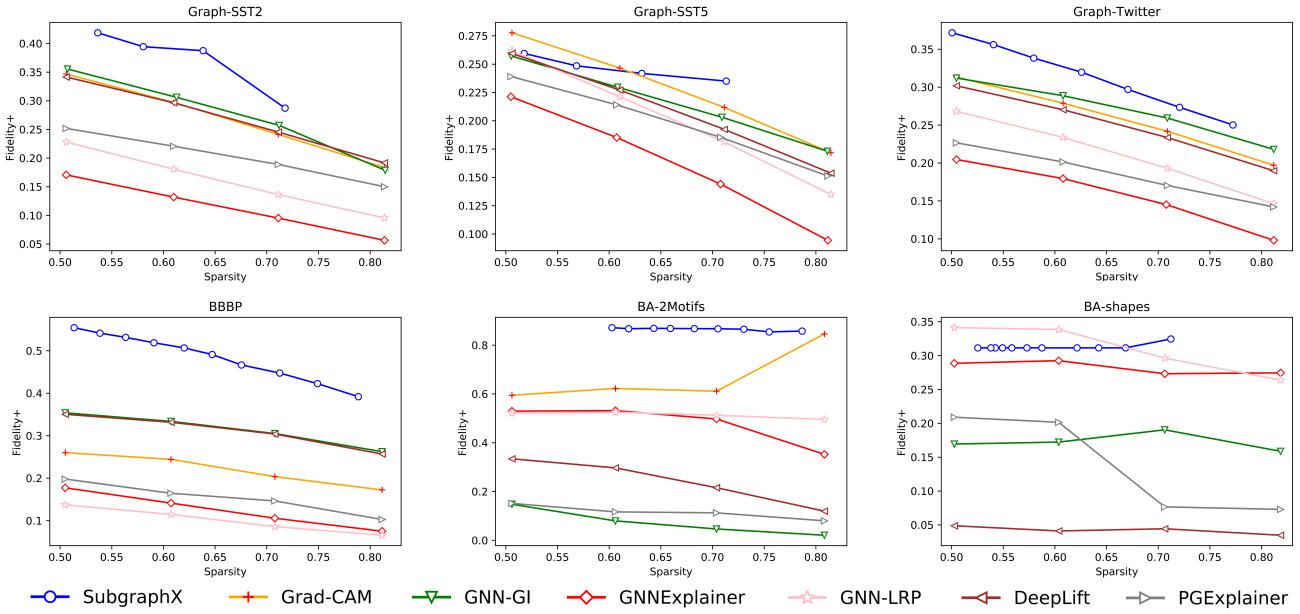 Graph-SST2
Fidelity+
0.40
0.35
0.30
0.25
0.20
0.15
0.10
0.05
0.50 0.55 0.60 0.65 0.70 0.75 0.80
Sparsity
Graph-SST5
Fidelity+
0.275
0.250
0.225
0.200
0.175
0.150
0.125
0.100
0.50 0.55 0.60 0.65 0.70 0.75 0.80
Sparsity
Graph-Twitter
Fidelity+
0.35
0.30
0.25
0.20
0.15
0.10
0.50 0.55 0.60 0.65 0.70 0.75 0.80
Sparsity
BBBP
Fidelity+
0.5
0.4
0.3
0.2
0.1
0.50 0.55 0.60 0.65 0.70 0.75 0.80
Sparsity
BA-2Motifs
Fidelity+
0.8
0.6
0.4
0.2
0.0
0.50 0.55 0.60 0.65 0.70 0.75 0.80
Sparsity
BA-shapes
Fidelity+
0.35
0.30
0.25
0.20
0.15
0.10
0.05
0.50 0.55 0.60 0.65 0.70 0.75 0.80
Sparsity
SubgraphX Grad-CAM GNN-GI GNNExplainer GNN-LRP DeepLift PGExplainer